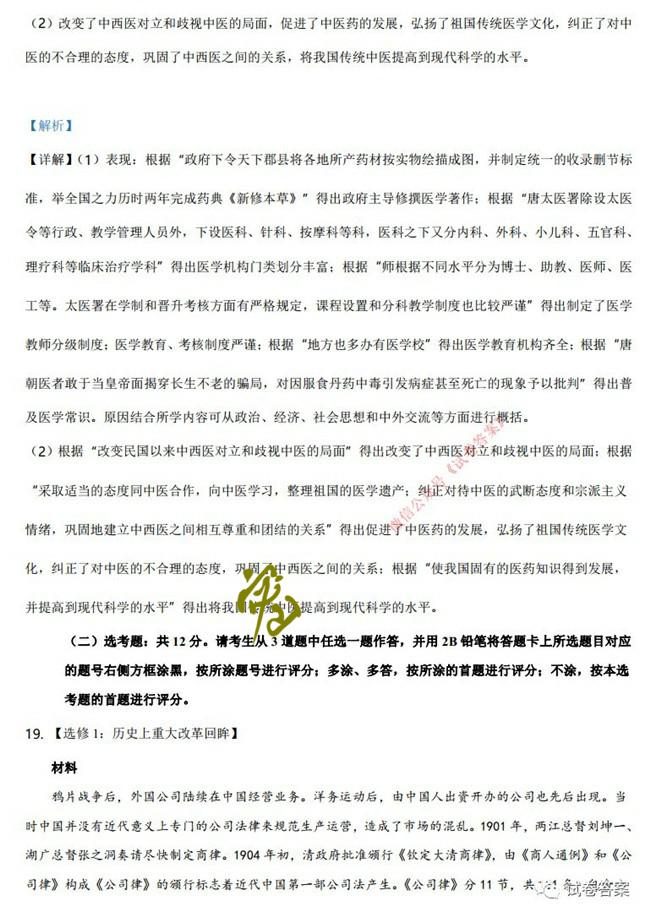 （2）改变了中西医对立和歧视中医的局面，促进了中医药的发展，弘扬了祖国传统医学文化，纠正了对中
医的不合理的态度，巩固了中西医之间的关系，将我国传统中医提高到现代科学的水平。
【解析】
【详解】（1）表现：根据“政府下令天下郡县将各地所产药材按实物绘描成图，并制定统一的收录删节标
准，举全国之力历时两年完成药典《新修本草》”得出政府主导修撰医学著作；根据“唐太医署除设太医
令等行政、教学管理人员外，下设医科、针科、按摩科等科，医科之下又分内科、外科、小儿科、五官科、
理疗科等临床治疗学科”得出医学机构门类划分丰富；根据“师根据不同水平分为博士、助教、医师、医
工等。太医署在学制和晋升考核方面有严格规定，课程设置和分科教学制度也比较严谨”得出制定了医学
教师分级制度；医学教育、考核制度严谨；根据“地方也多办有医学校”得出医学教育机构齐全；根据“唐
朝医者敢于当皇帝面揭穿长生不老的骗局，对因服食丹药中毒引发病症甚至死亡的现象予以批判”得出普
及医学常识。原因结合所学内容可从政治、经济、社会思想和中外交流等方面进行概括。
（2）根据“改变民国以来中西医对立和歧视中医的局面”得出改变了中西医对立和歧视中医的局面；根据
“采取适当的态度同中医合作，向中医学习，整理祖国的医学遗产；纠正对待中医的武断态度和宗派主义
情绪，巩固地建立中西医之间相互尊重和团结的关系”得出促进了中医药的发展，弘扬了祖国传统医学文
化，纠正了对中医的不合理的态度，巩固了中西医之间的关系；根据“使我国固有的医药知识得到发展，
并提高到现代科学的水平”得出将我国传统中医提高到现代科学的水平。
微信公众号《试卷答案》
（二）选考题：共 12 分。请考生从 3 道题中任选一题作答，并用 2B 铅笔将答题卡上所选题目对应
的题号右侧方框涂黑，按所涂题号进行评分；多涂、多答，按所涂的首题进行评分；不涂，按本选
考题的首题进行评分。
19. 【选修 1：历史上重大改革回眸】
材料
鸦片战争后，外国公司陆续在中国经营业务。洋务运动后，由中国人出资开办的公司也先后出现。当
时中国并没有近代意义上专门的公司法律来规范生产运营，造成了市场的混乱。1901 年，两江总督刘坤一、
湖广总督张之洞奏请尽快制定商律。1904 年初，清政府批准颁行《钦定大清商律》，由《商人通例》和《公
司律》构成《公司律》的颁行标志着近代中国第一部公司法产生。《公司律》分 11 节，共
试卷答案